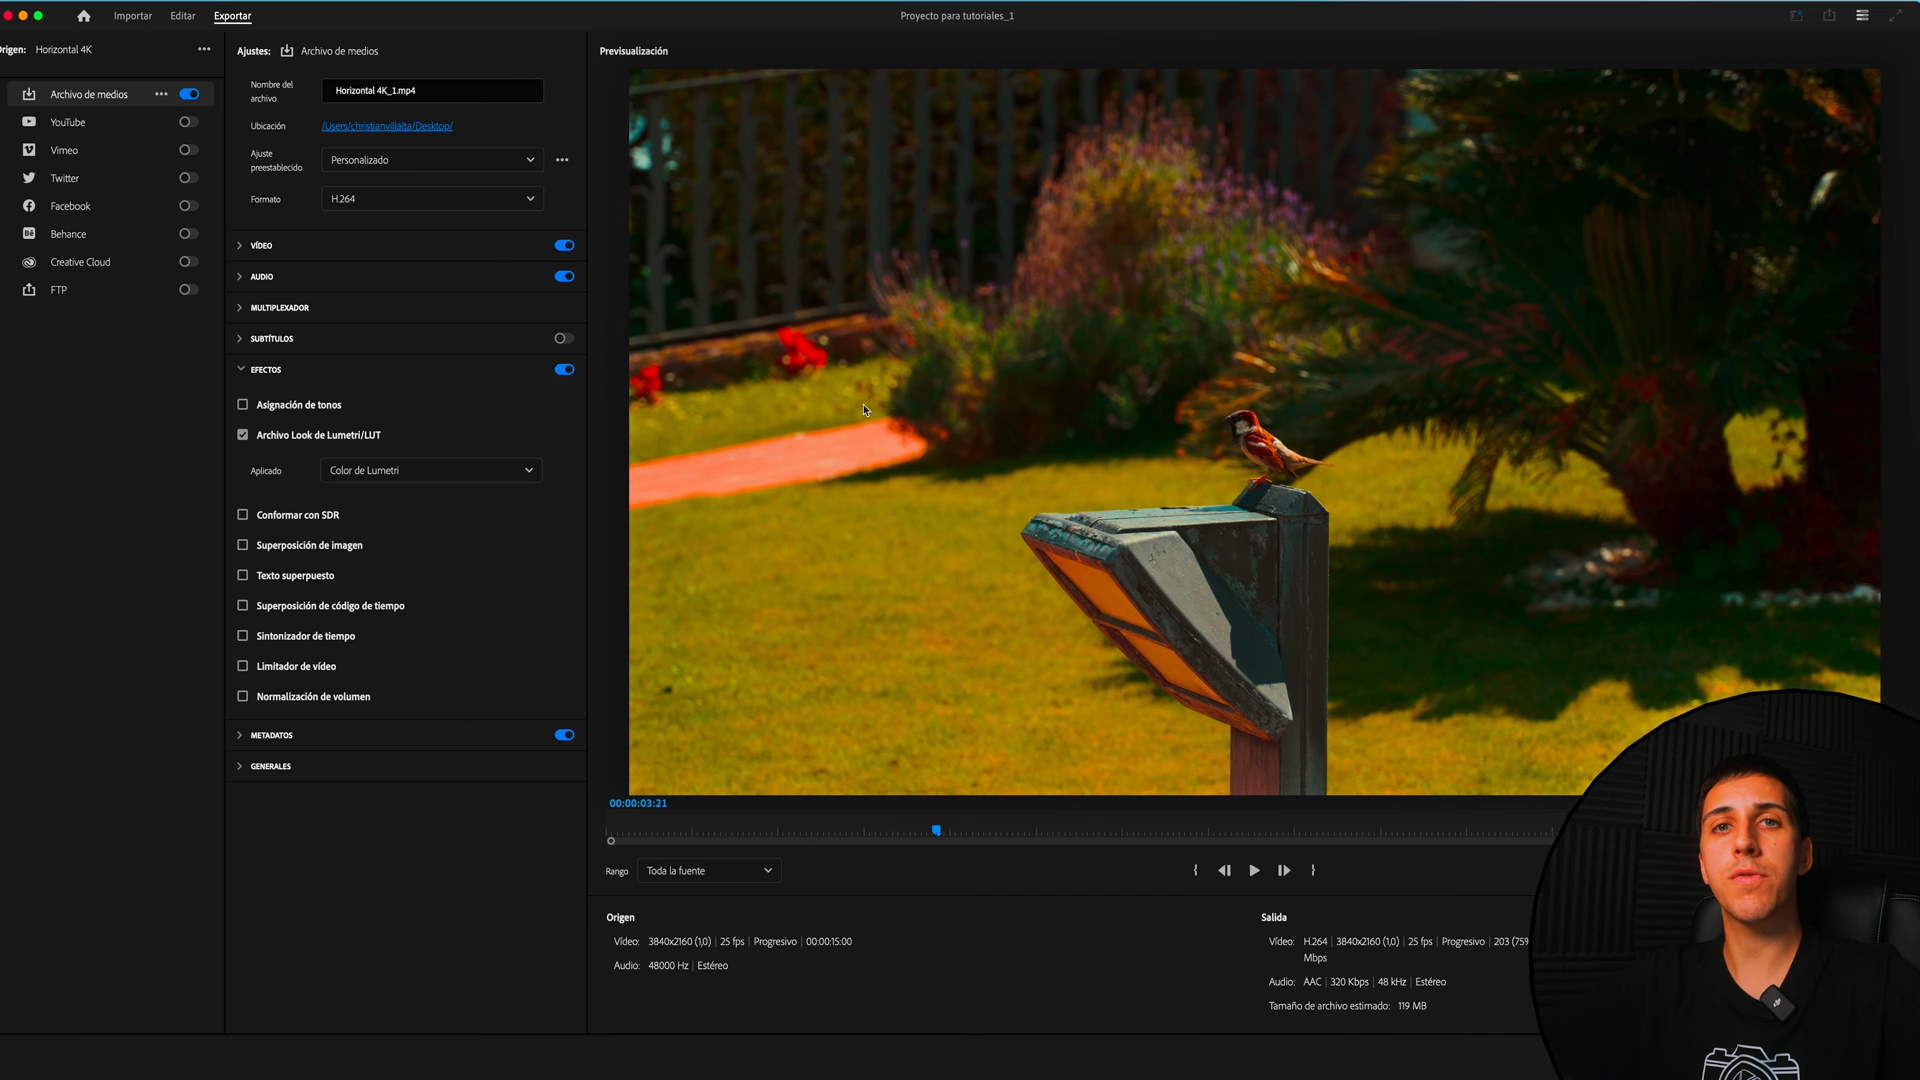 Importar
Editar
Exportar
Proyecto para tutoriales_1
rigen: Horizontal 4K
Archivo de medios
YouTube
Vimeo
Twitter
Facebook
Behance
Creative Cloud
FTP
Ajustes: Archivo de medios
Nombre del archivo
Horizontal 4K_1.mp4
Ubicación
/Users/christianvillalta/Desktop/
Ajuste preestablecido
Personalizado
Formato
H.264
VÍDEO
AUDIO
MULTIPLEXADOR
SUBTÍTULOS
EFECTOS
Asignación de tonos
Archivo Look de Lumetri/LUT
Aplicado
Color de Lumetri
Conformar con SDR
Superposición de imagen
Texto superpuesto
Superposición de código de tiempo
Sintonizador de tiempo
Limitador de vídeo
Normalización de volumen
METADATOS
GENERALES
Previsualización
00:00:03:21
Rango
Toda la fuente
Origen
Vídeo: 3840x2160 (1,0) | 25 fps | Progresivo | 00:00:15:00
Audio: 48000 Hz | Estéreo
Salida
Vídeo: H.264 | 3840x2160 (1,0) | 25 fps | Progresivo | 203 (759
Mbps
Audio: AAC | 320 Kbps | 48 kHz | Estéreo
Tamaño de archivo estimado: 119 MB